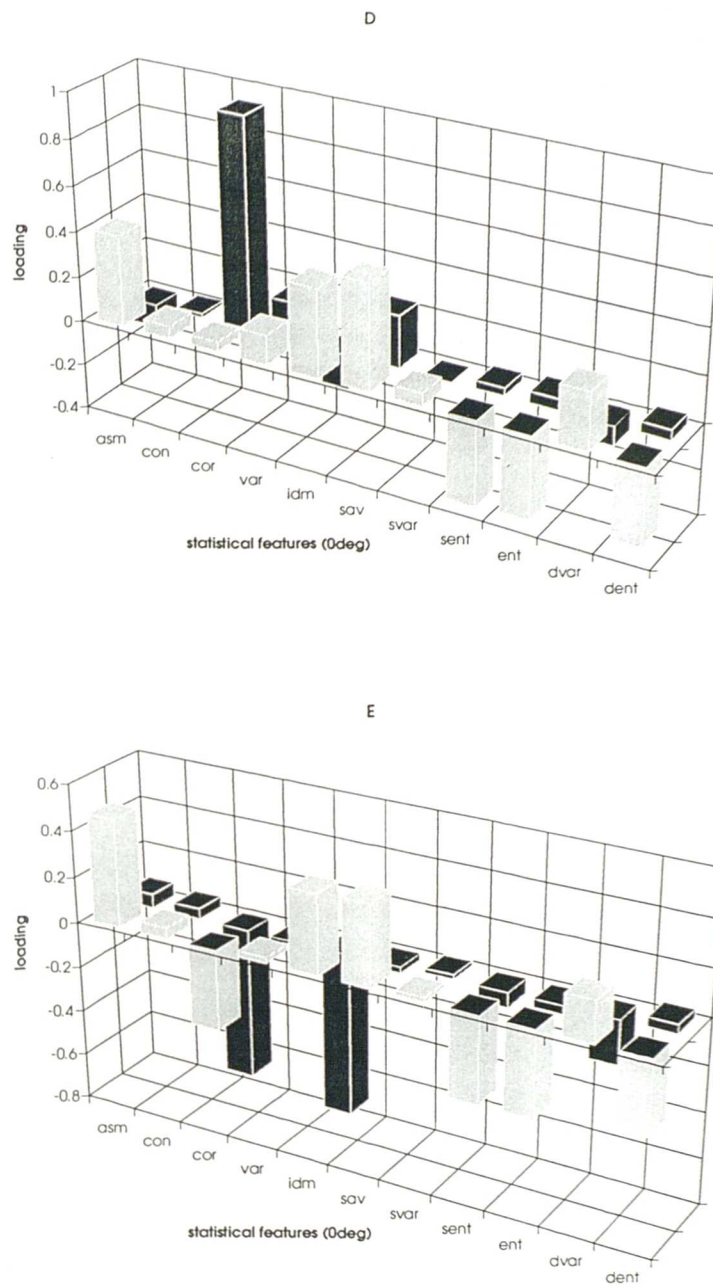 D
1
0.8
0.6
0.4
0.2
0
-0.2
-0.4
loading
asm
con
cor
var
idm
sav
svar
sent
ent
dvar
dent
statistical features (0deg)
E
0.6
0.4
0.2
0
-0.2
-0.4
-0.6
-0.8
loading
asm
con
cor
var
idm
sav
svar
sent
ent
dvar
dent
statistical features (0deg)